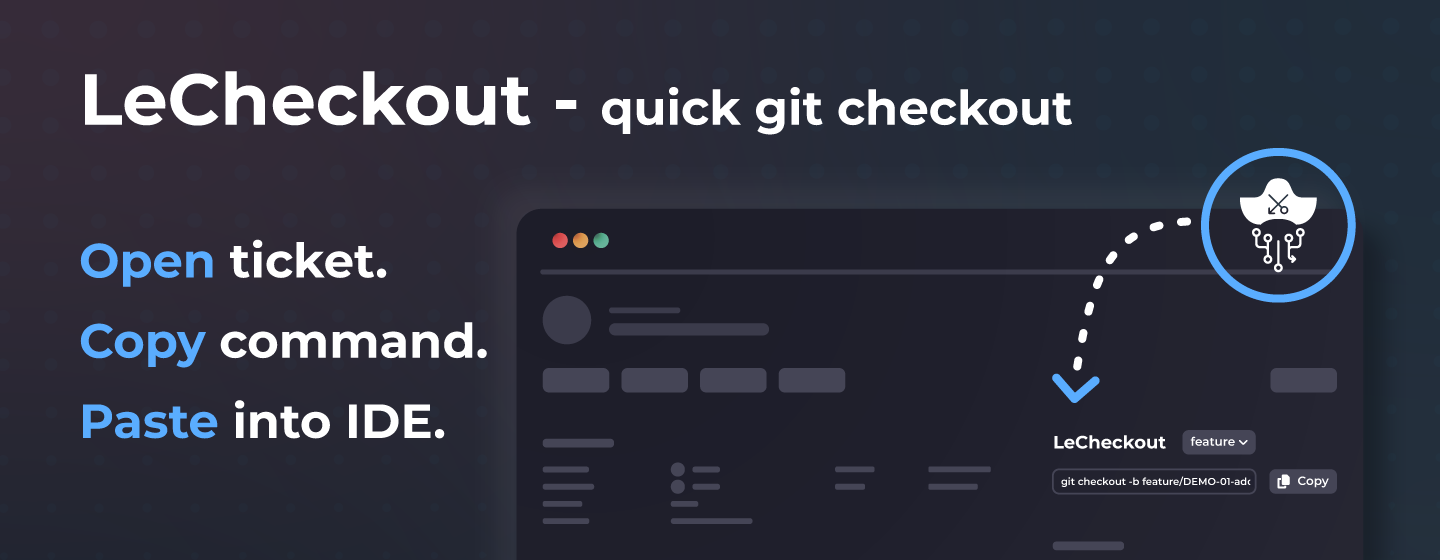 LeCheckout - quick git checkout
Open ticket.
Copy command.
Paste into IDE.
LeCheckout feature
git checkout -b feature/DEMO-01-add Copy